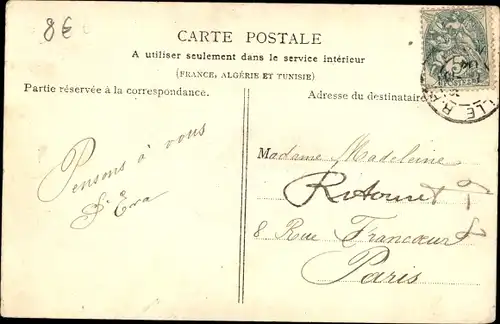 8€
CARTE POSTALE
A utiliser seulement dans le service intérieur
(FRANCE, ALGÉRIE ET TUNISIE)
Partie réservée à la correspondance.
Adresse du destinataire
Pensons à vous
Madame Madeleine
8 Rue Francœur
Paris